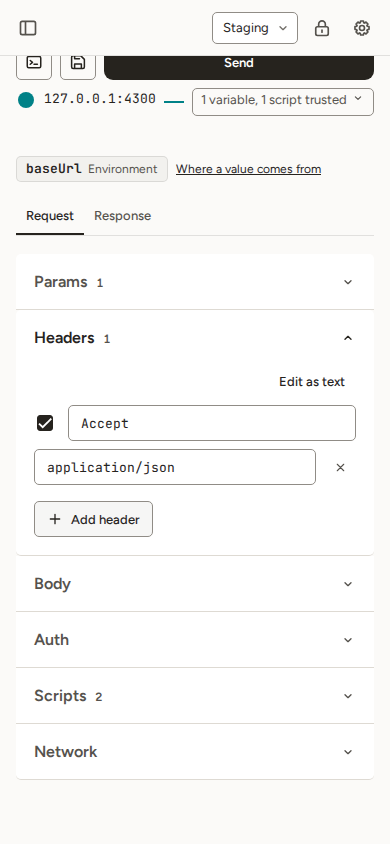 Staging
Send
127.0.0.1:4300
1 variable, 1 script trusted
baseUrl Environment
Where a value comes from
Request
Response
Params 1
Headers 1
Edit as text
Accept
application/json
Add header
Body
Auth
Scripts 2
Network